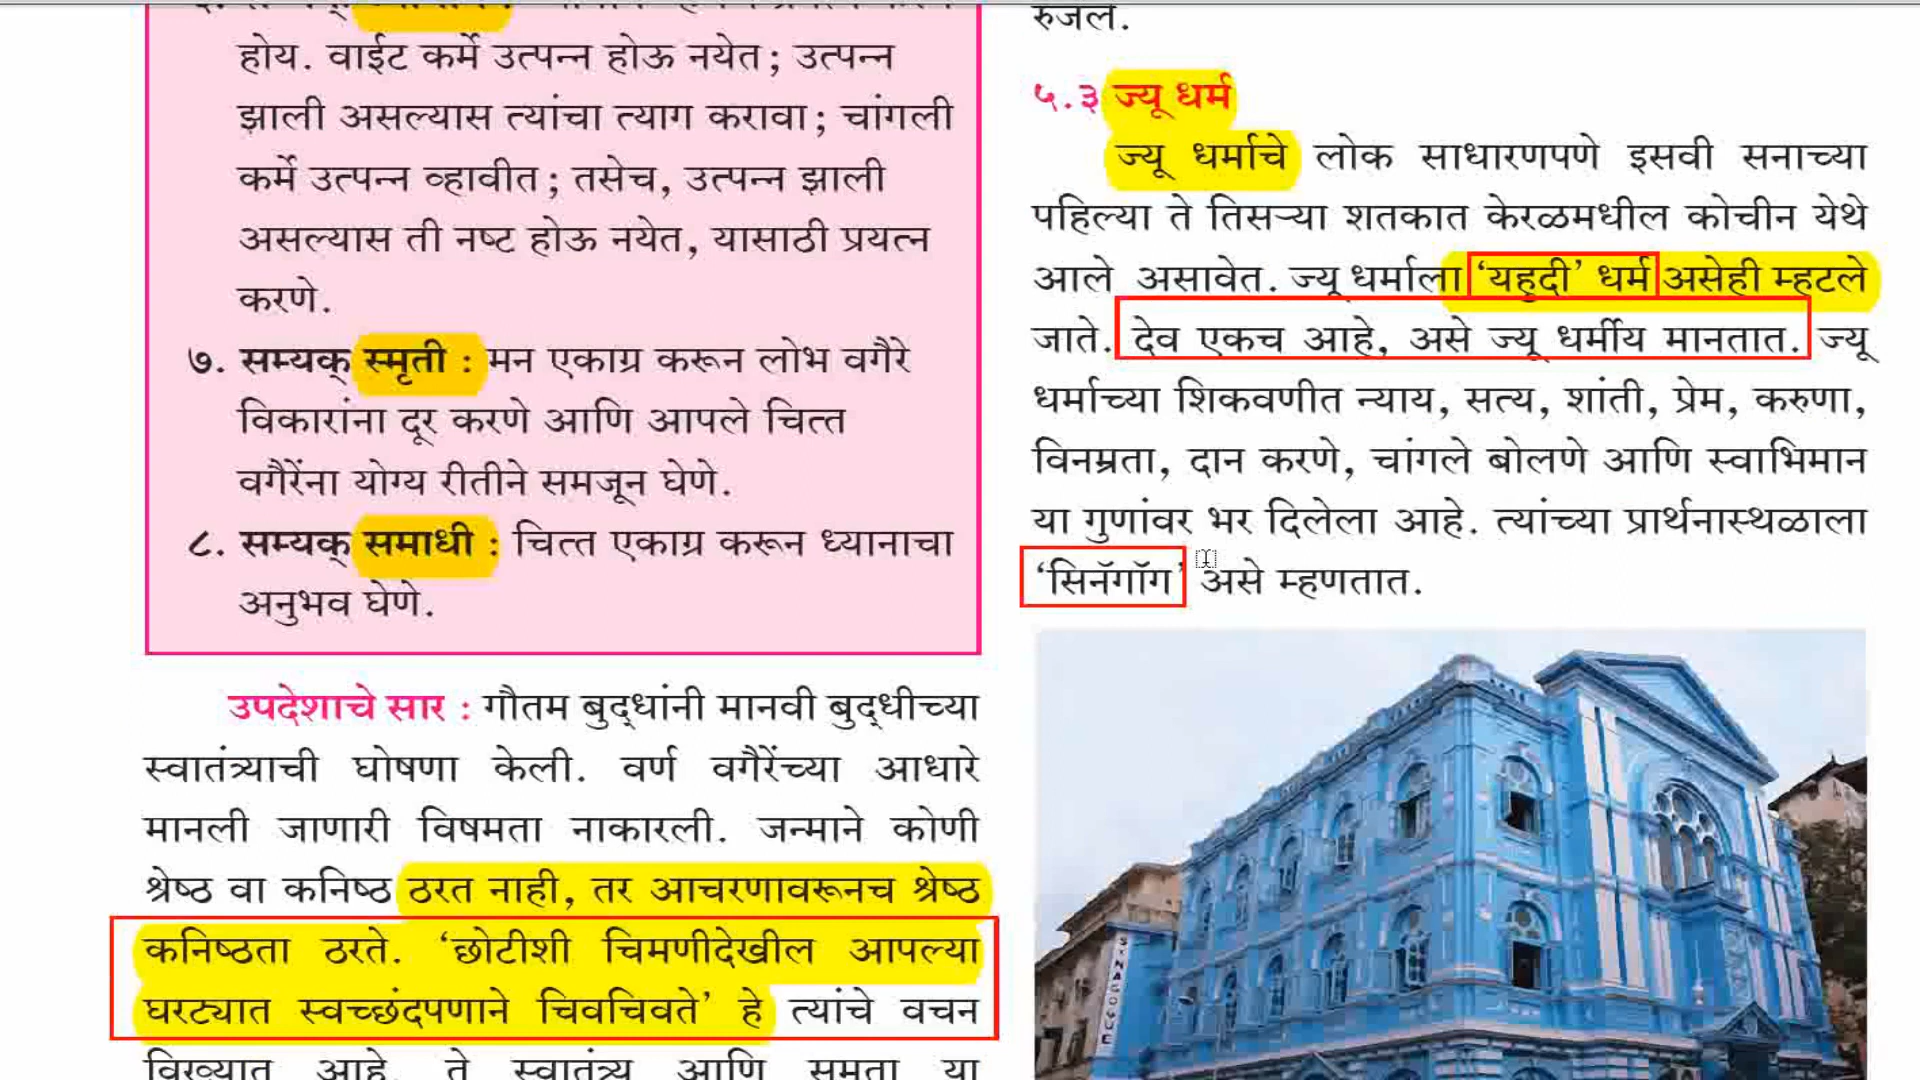 होय. वाईट कर्मे उत्पन्न होऊ नयेत; उत्पन्न
झाली असल्यास त्यांचा त्याग करावा; चांगली
कर्मे उत्पन्न व्हावीत; तसेच, उत्पन्न झाली
असल्यास ती नष्ट होऊ नयेत, यासाठी प्रयत्न
करणे.
७. सम्यक् स्मृती : मन एकाग्र करून लोभ वगैरे
विकारांना दूर करणे आणि आपले चित्त
वगैरेंना योग्य रीतीने समजून घेणे.
८. सम्यक् समाधी : चित्त एकाग्र करून ध्यानाचा
अनुभव घेणे.
उपदेशाचे सार : गौतम बुद्धांनी मानवी बुद्धीच्या
स्वातंत्र्याची घोषणा केली. वर्ण वगैरेंच्या आधारे
मानली जाणारी विषमता नाकारली. जन्माने कोणी
श्रेष्ठ वा कनिष्ठ ठरत नाही, तर आचरणावरूनच श्रेष्ठ
कनिष्ठता ठरते. ‘छोटीशी चिमणीदेखील आपल्या
घरट्यात स्वच्छंदपणाने चिवचिवते’ हे त्यांचे वचन
विख्यात आहे. ते स्वातंत्र्य आणि समता या
रुजले.
५.३ ज्यू धर्म
ज्यू धर्माचे लोक साधारणपणे इसवी सनाच्या
पहिल्या ते तिसऱ्या शतकात केरळमधील कोचीन येथे
आले असावेत. ज्यू धर्माला ‘यहुदी’ धर्म असेही म्हटले
जाते. देव एकच आहे, असे ज्यू धर्मीय मानतात. ज्यू
धर्माच्या शिकवणीत न्याय, सत्य, शांती, प्रेम, करुणा,
विनम्रता, दान करणे, चांगले बोलणे आणि स्वाभिमान
या गुणांवर भर दिलेला आहे. त्यांच्या प्रार्थनास्थळाला
‘सिनॅगॉग’ असे म्हणतात.
SYNAGOGUE